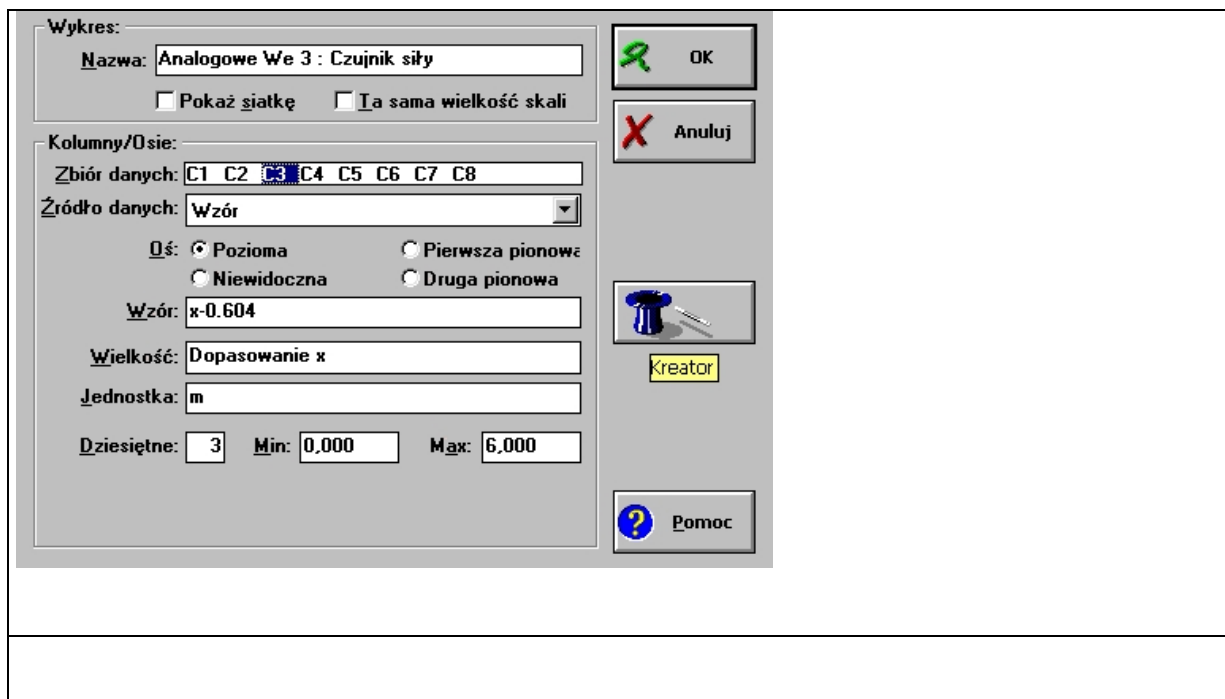 Wykres:
Nazwa: Analogowe We 3 : Czujnik siły
Pokaż siatkę Ta sama wielkość skali
OK
Anuluj
Kolumny/Osie:
Zbiór danych: C1 C2 C3 C4 C5 C6 C7 C8
Źródło danych: Wzór
Oś: Pozioma Pierwsza pionowa
Niewidoczna Druga pionowa
Wzór: x-0.604
Wielkość: Dopasowanie x
Kreator
Jednostka: m
Dziesiętne: 3 Min: 0,000 Max: 6,000
Pomoc